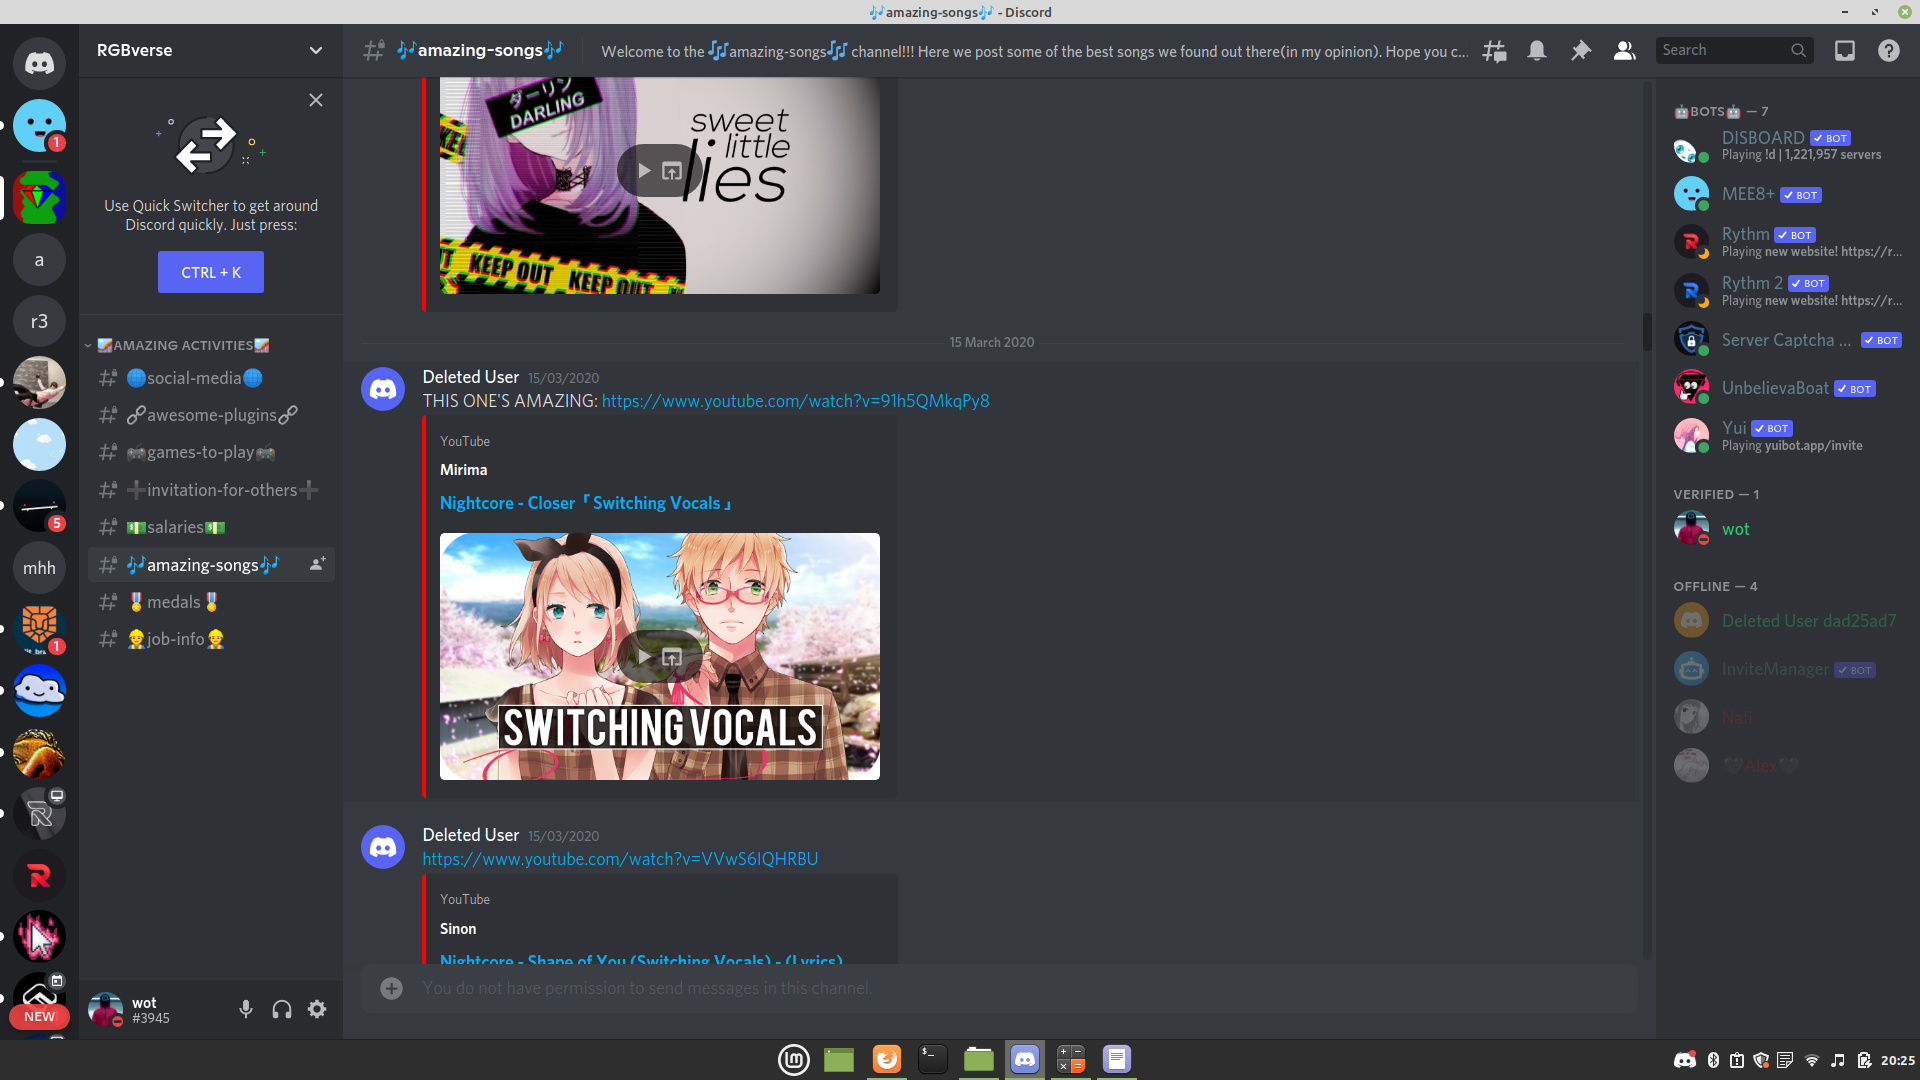 🎶amazing-songs🎶 - Discord
RGBverse
🎶amazing-songs🎶
Welcome to the 🎶amazing-songs🎶 channel!!! Here we post some of the best songs we found out there(in my opinion). Hope you c...
Search
Use Quick Switcher to get around
Discord quickly. Just press:
CTRL + K
AMAZING ACTIVITIES
🌐social-media🌐
🔗awesome-plugins🔗
🎮games-to-play🎮
➕invitation-for-others➕
💵salaries💵
🎶amazing-songs🎶
🎖️medals🎖️
👷job-info👷
1
a
r3
5
mhh
1
NEW
wot
#3945
ダーリン
DARLING
sweet
little
lies
KEEP OUT KEEP OUT
15 March 2020
Deleted User 15/03/2020
THIS ONE'S AMAZING: https://www.youtube.com/watch?v=91h5QMkqPy8
YouTube
Mirima
Nightcore - Closer「 Switching Vocals 」
SWITCHING VOCALS
Deleted User 15/03/2020
https://www.youtube.com/watch?v=VVwS6IQHRBU
YouTube
Sinon
Nightcore - Shape of You (Switching Vocals) - (Lyrics)
You do not have permission to send messages in this channel.
🤖BOTS🤖 — 7
DISBOARD ✓ BOT
Playing !d | 1,221,957 servers
MEE8+ ✓ BOT
Rythm ✓ BOT
Playing new website! https://r...
Rythm 2 ✓ BOT
Playing new website! https://r...
Server Captcha ... ✓ BOT
UnbelievaBoat ✓ BOT
Yui ✓ BOT
Playing yuibot.app/invite
VERIFIED — 1
wot
OFFLINE — 4
Deleted User dad25ad7
InviteManager ✓ BOT
Nafi
🖤Alex🖤
20:25